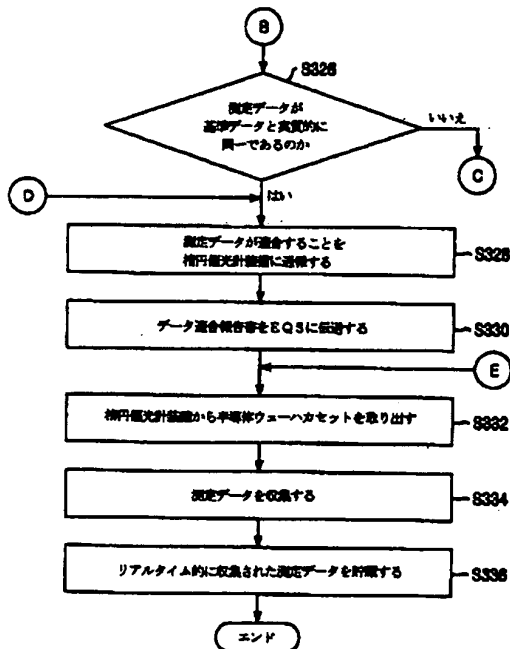 B
S326
測定データが
基準データと実質的に
同一であるのか
いいえ
C
D
はい
測定データが適合することを
楕円偏光計装置に通報する
S328
データ適合報告書をEQSに伝送する
S330
E
楕円偏光計装置から半導体ウェーハカセットを取り出す
S332
測定データを収集する
S334
リアルタイム的に収集された測定データを貯蔵する
S336
エンド